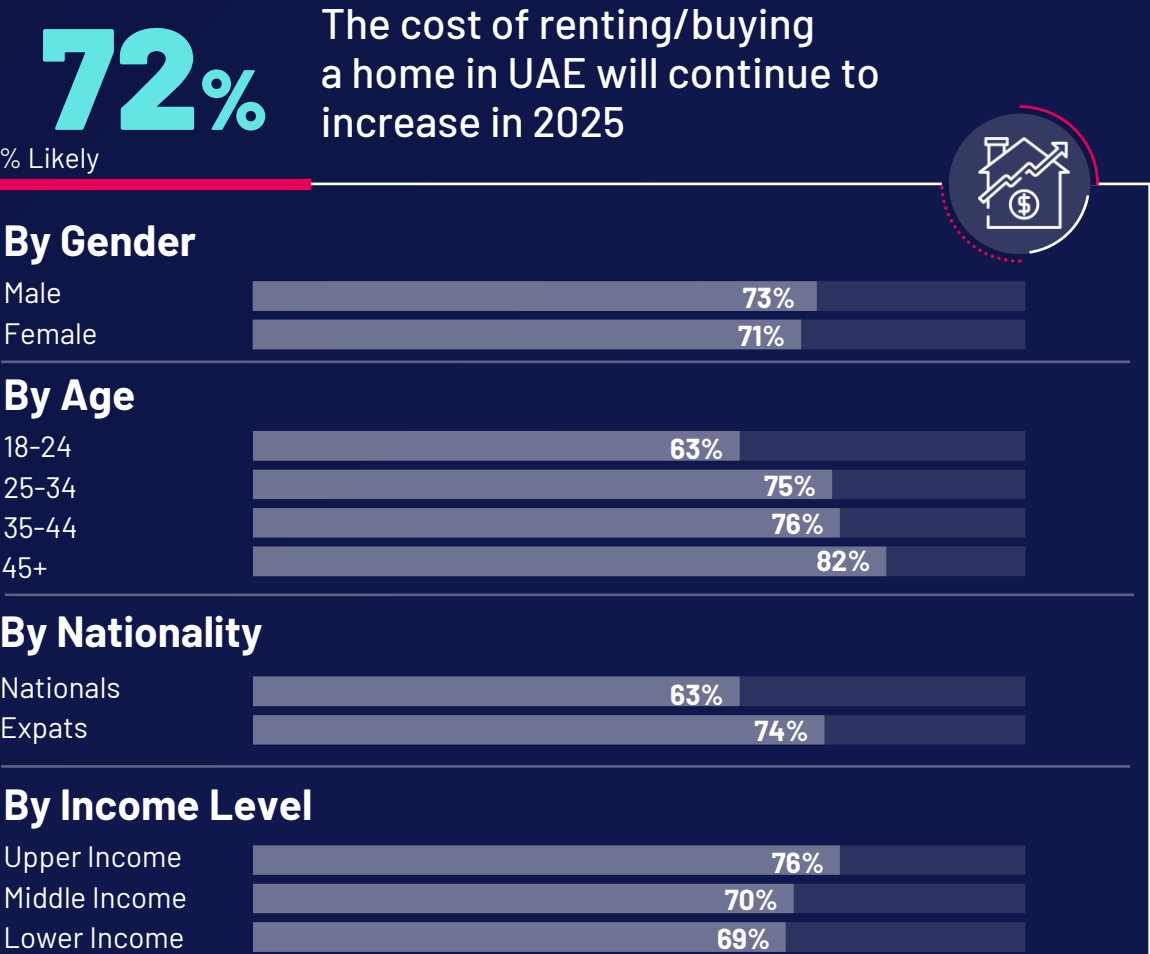 72%
% Likely
The cost of renting/buying
a home in UAE will continue to
increase in 2025
$
By Gender
Male 73%
Female 71%
By Age
18-24 63%
25-34 75%
35-44 76%
45+ 82%
By Nationality
Nationals 63%
Expats 74%
By Income Level
Upper Income 76%
Middle Income 70%
Lower Income 69%